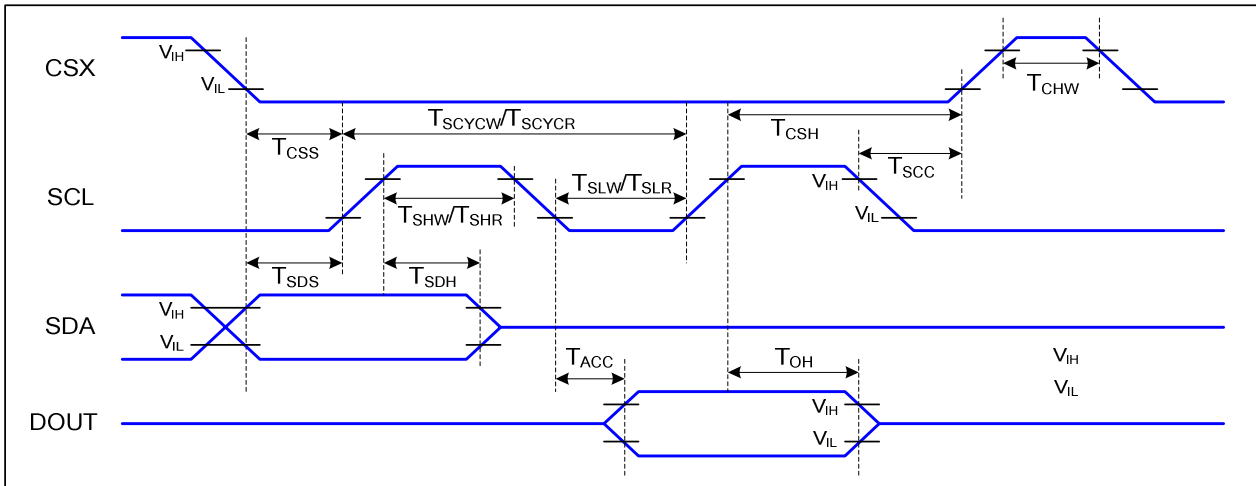 CSX
VIH
VIL
TCHW
TSCYCW/TSCYCR
TCSH
TCSS
TSCC
SCL
TSLW/TSLR
VIH
VIL
TSHW/TSHR
TSDS
TSDH
SDA
VIH
VIL
TACC
TOH
VIH
VIL
DOUT
VIH
VIL